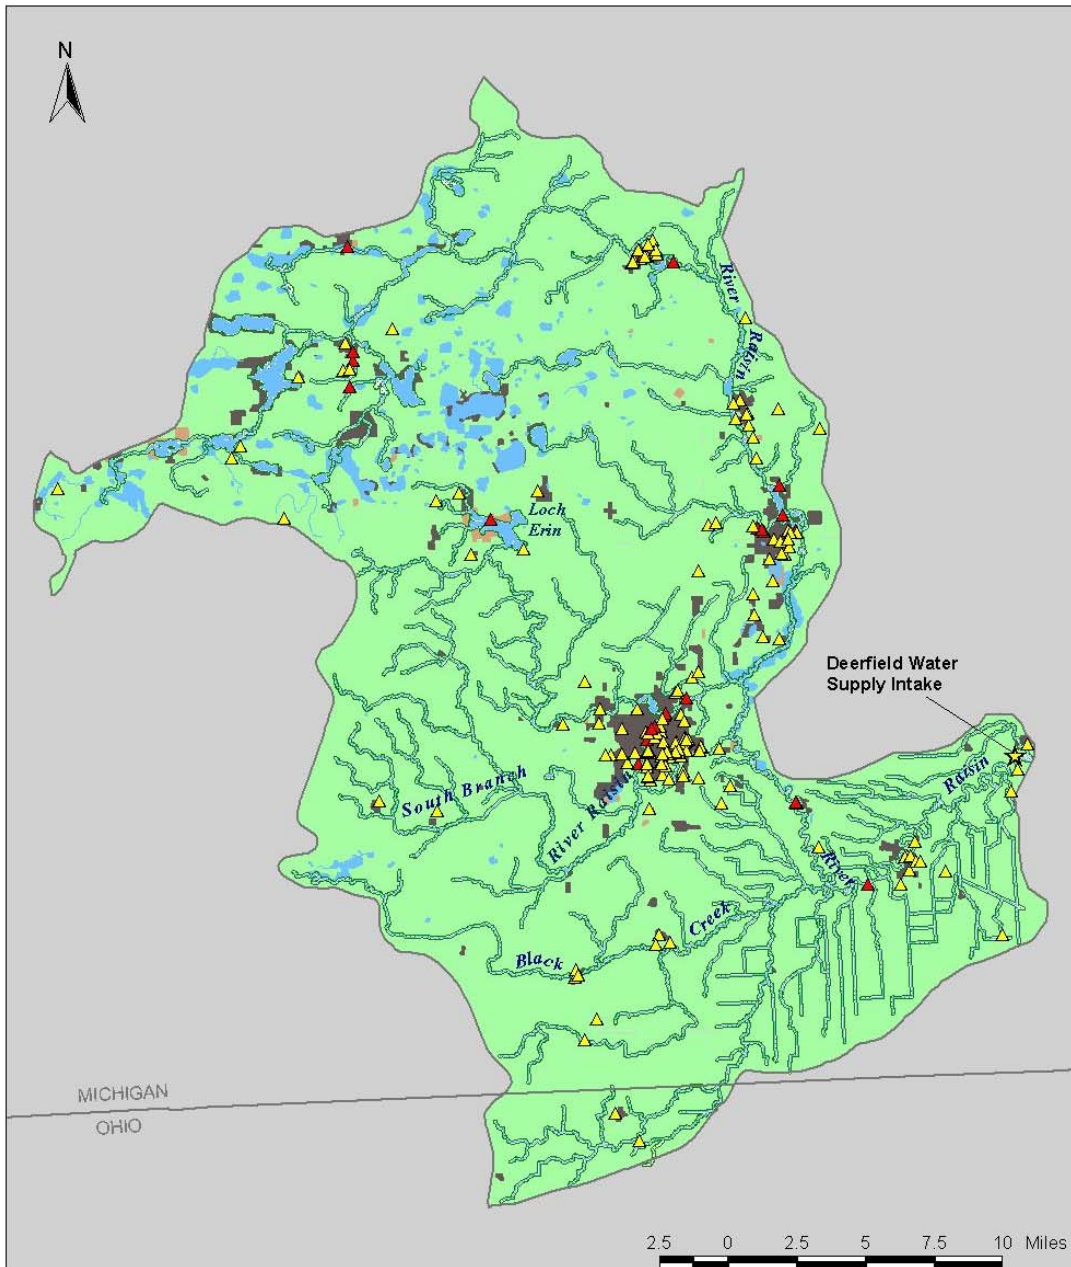 N
River
Raisin
Loch
Erin
Deerfield Water
Supply Intake
Raisin
South Branch
River Raisin
River
Creek
Black
MICHIGAN
OHIO
2.5 0 2.5 5 7.5 10 Miles